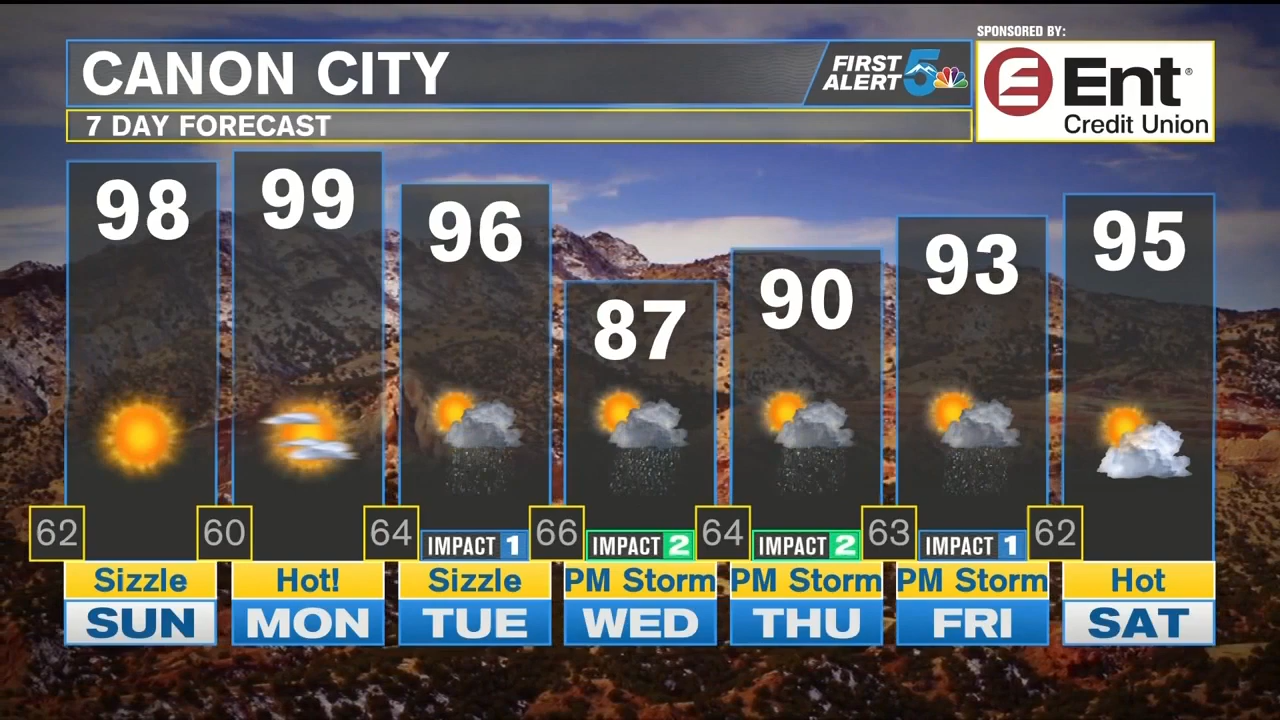 SPONSORED BY:
CANON CITY
FIRST ALERT 5
Ent
Credit Union
7 DAY FORECAST
98 99 96 87 90 93 95
62 60 64 66 64 63 62
IMPACT 1 IMPACT 2 IMPACT 2 IMPACT 1
Sizzle Hot! Sizzle PM Storm PM Storm PM Storm Hot
SUN MON TUE WED THU FRI SAT